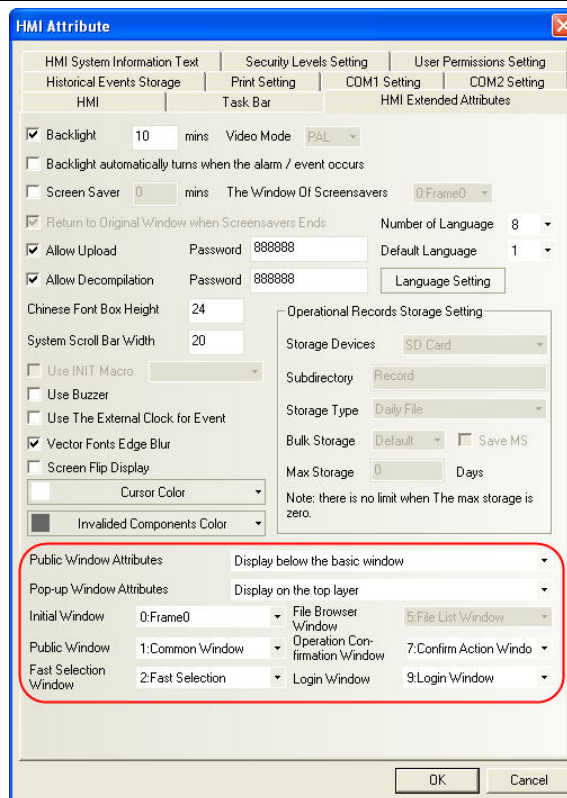 HMI Attribute
HMI System Information Text Security Levels Setting User Permissions Setting
Historical Events Storage Print Setting COM1 Setting COM2 Setting
HMI Task Bar HMI Extended Attributes
Backlight 10 mins Video Mode PAL
Backlight automatically turns when the alarm / event occurs
Screen Saver 0 mins The Window Of Screensavers 0:Frame0
Return to Original Window when Screensavers Ends Number of Language 8
Allow Upload Password 888888 Default Language 1
Allow Decompilation Password 888888 Language Setting
Chinese Font Box Height 24 Operational Records Storage Setting
System Scroll Bar Width 20 Storage Devices SD Card
Use INIT Macro Subdirectory Record
Use Buzzer
Use The External Clock for Event Storage Type Daily File
Vector Fonts Edge Blur Bulk Storage Default Save MS
Screen Flip Display Max Storage 0 Days
Cursor Color Note: there is no limit when The max storage is
Invalided Components Color zero.
Public Window Attributes Display below the basic window
Pop-up Window Attributes Display on the top layer
Initial Window 0:Frame0 File Browser
Window 5:File List Window
Public Window 1:Common Window Operation Con-
firmation Window 7:Confirm Action Windo
Fast Selection
Window 2:Fast Selection Login Window 9:Login Window
OK Cancel